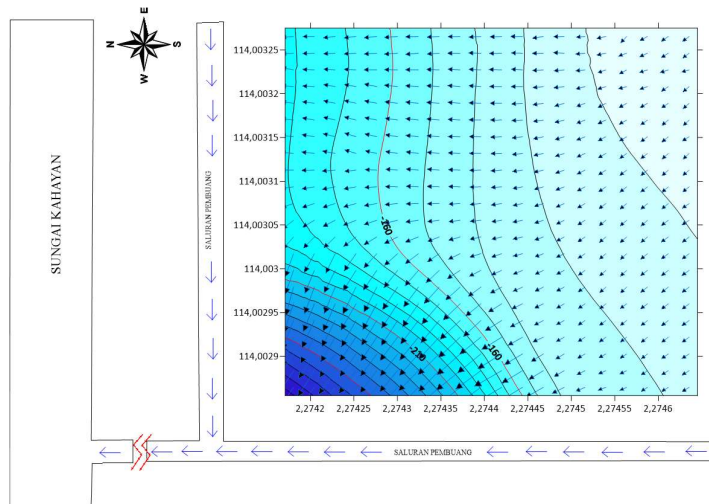 E
N
S
W
SUNGAI KAHAYAN
SALURAN PEMBUANG
114,00325
114,0032
114,00315
114,0031
114,00305
114,003
114,00295
114,0029
-160
-160
-210
2,2742
2,27425
2,2743
2,27435
2,2744
2,27445
2,2745
2,27455
2,2746
SALURAN PEMBUANG